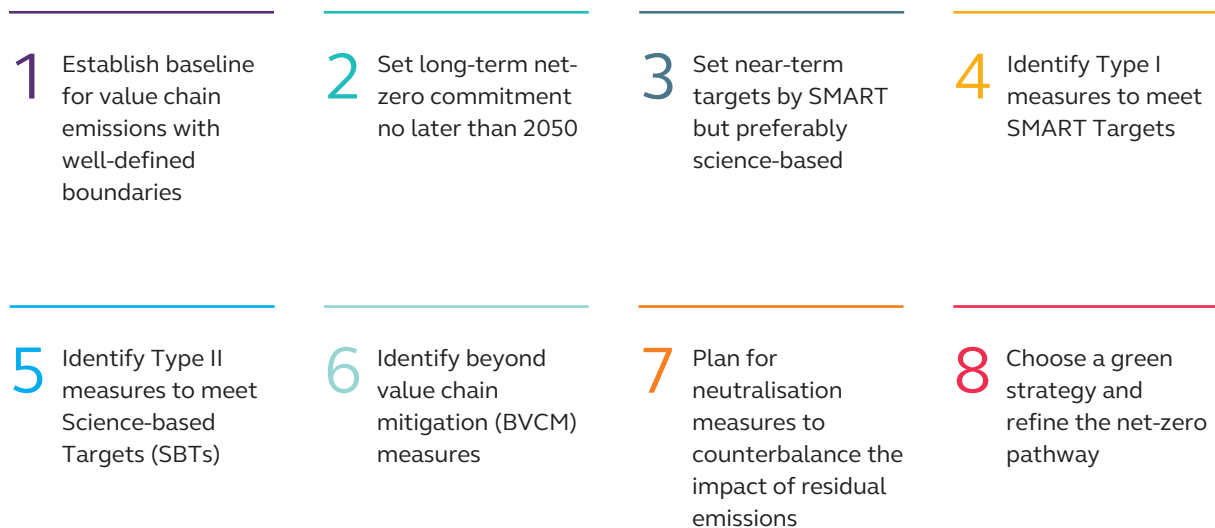 1
Establish baseline
for value chain
emissions with
well-defined
boundaries
2
Set long-term net-
zero commitment
no later than 2050
3
Set near-term
targets by SMART
but preferably
science-based
4
Identify Type I
measures to meet
SMART Targets
5
Identify Type II
measures to meet
Science-based
Targets (SBTs)
6
Identify beyond
value chain
mitigation (BVCM)
measures
7
Plan for
neutralisation
measures to
counterbalance the
impact of residual
emissions
8
Choose a green
strategy and
refine the net-zero
pathway